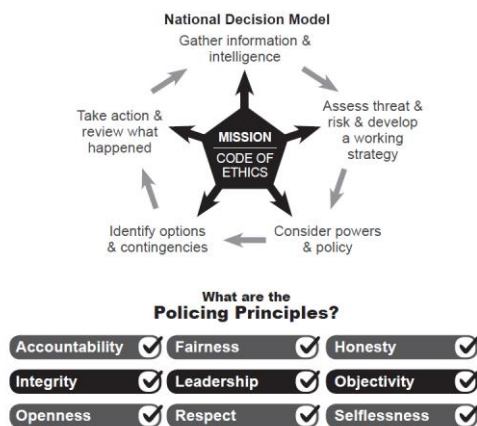 National Decision Model
Gather information &
intelligence
Assess threat &
risk & develop
a working
strategy
Consider powers
& policy
Identify options
& contingencies
Take action &
review what
happened
MISSION
CODE OF
ETHICS
What are the
Policing Principles?
Accountability
Fairness
Honesty
Integrity
Leadership
Objectivity
Openness
Respect
Selflessness